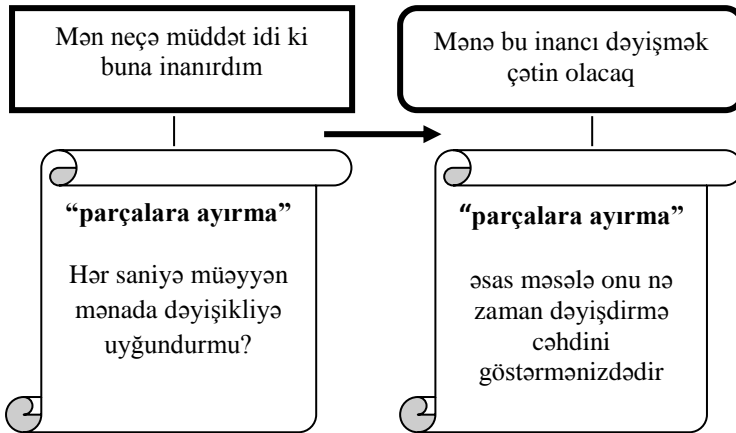 Mən neçə müddət idi ki
buna inanırdım
Mənə bu inancı dəyişmək
çətin olacaq
“parçalara ayırma”
Hər saniyə müəyyən
mənada dəyişikliyə
uyğundurmu?
“parçalara ayırma”
əsas məsələ onu nə
zaman dəyişdirmə
cəhdini
göstərmənizdədir